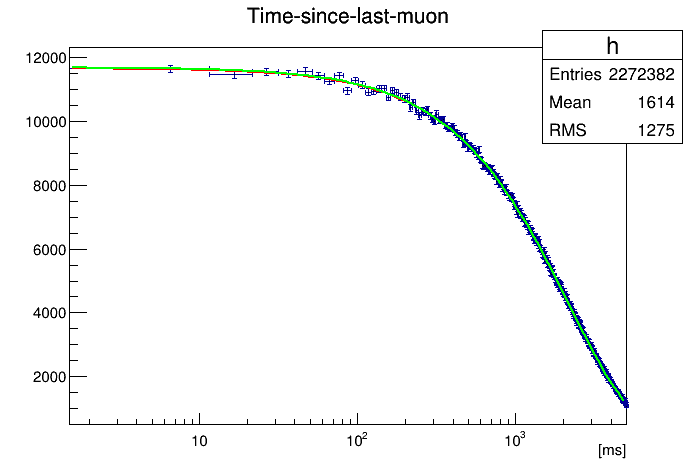 Time-since-last-muon
h
Entries 2272382
Mean 1614
RMS 1275
12000
10000
8000
6000
4000
2000
10
10²
10³
[ms]